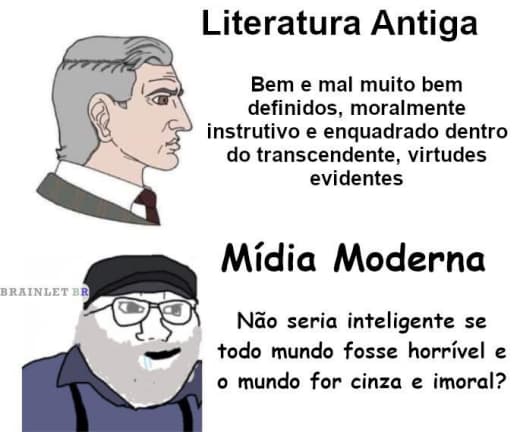 Literatura Antiga
Bem e mal muito bem
definidos, moralmente
instrutivo e enquadrado dentro
do transcendente, virtudes
evidentes
Mídia Moderna
BRAINLET BR
Não seria inteligente se
todo mundo fosse horrível e
o mundo for cinza e imoral?